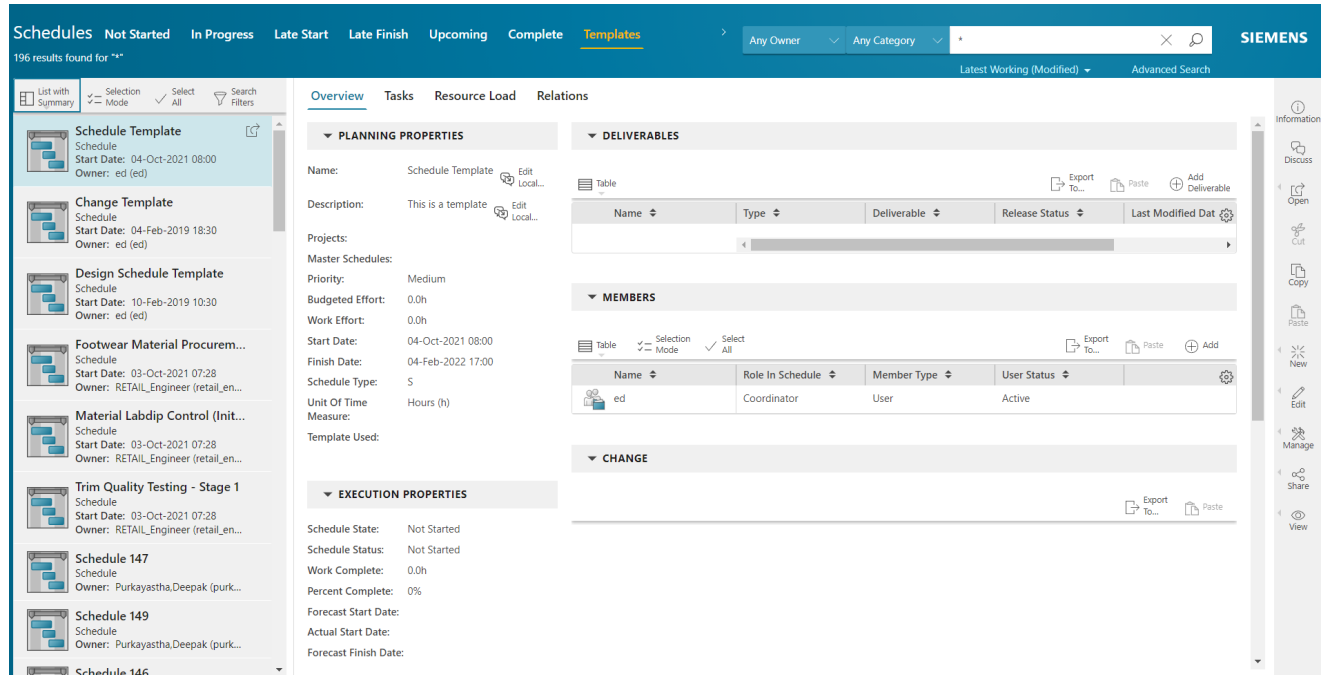 Schedules Not Started In Progress Late Start Late Finish Upcoming Complete Templates
196 results found for "*"
Any Owner Any Category *
SIEMENS
Latest Working (Modified) Advanced Search
List with Summary Selection Mode Select All Search Filters
Schedule Template
Schedule
Start Date: 04-Oct-2021 08:00
Owner: ed (ed)
Change Template
Schedule
Start Date: 04-Feb-2019 18:30
Owner: ed (ed)
Design Schedule Template
Schedule
Start Date: 10-Feb-2019 10:30
Owner: ed (ed)
Footwear Material Procurem...
Schedule
Start Date: 03-Oct-2021 07:28
Owner: RETAIL_Engineer (retail_en...
Material Labdip Control (Init...
Schedule
Start Date: 03-Oct-2021 07:28
Owner: RETAIL_Engineer (retail_en...
Trim Quality Testing - Stage 1
Schedule
Start Date: 03-Oct-2021 07:28
Owner: RETAIL_Engineer (retail_en...
Schedule 147
Schedule
Owner: Purkayastha,Deepak (purk...
Schedule 149
Schedule
Owner: Purkayastha,Deepak (purk...
Schedule 146
Overview Tasks Resource Load Relations
PLANNING PROPERTIES
Name: Schedule Template Edit Local...
Description: This is a template Edit Local...
Projects:
Master Schedules:
Priority: Medium
Budgeted Effort: 0.0h
Work Effort: 0.0h
Start Date: 04-Oct-2021 08:00
Finish Date: 04-Feb-2022 17:00
Schedule Type: S
Unit Of Time Measure: Hours (h)
Template Used:
EXECUTION PROPERTIES
Schedule State: Not Started
Schedule Status: Not Started
Work Complete: 0.0h
Percent Complete: 0%
Forecast Start Date:
Actual Start Date:
Forecast Finish Date:
DELIVERABLES
Table Export To... Paste Add Deliverable
Name Type Deliverable Release Status Last Modified Dat
MEMBERS
Table Selection Mode Select All Export To... Paste Add
Name Role In Schedule Member Type User Status
ed Coordinator User Active
CHANGE
Export To... Paste
Information
Discuss
Open
Cut
Copy
Paste
New
Edit
Manage
Share
View